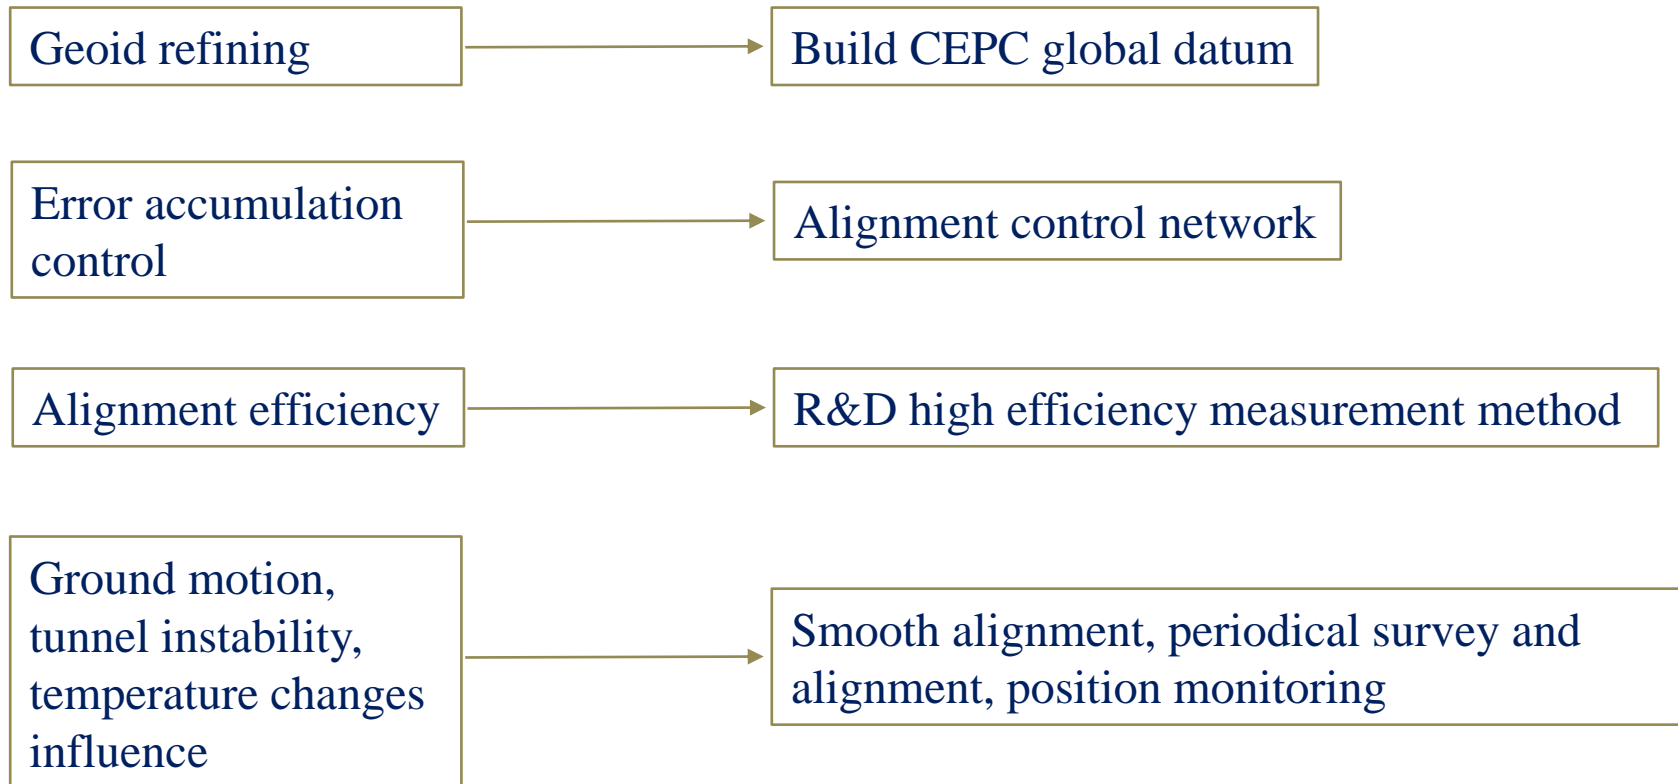 Geoid refining
Build CEPC global datum
Error accumulation
control
Alignment control network
Alignment efficiency
R&D high efficiency measurement method
Ground motion,
tunnel instability,
temperature changes
influence
Smooth alignment, periodical survey and
alignment, position monitoring